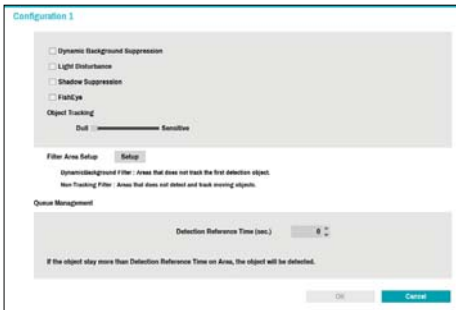 Configuration 1
Dynamic Background Suppression
Light Disturbance
Shadow Suppression
FishEye
Object Tracking
Dull Sensitive
Filter Area Setup Setup
DynamicBackground Filter : Areas that does not track the first detection object.
Non-Tracking Filter : Areas that does not detect and track moving objects.
Queue Management
Detection Reference Time (sec.) 0
If the object stay more than Detection Reference Time on Area, the object will be detected.
OK Cancel